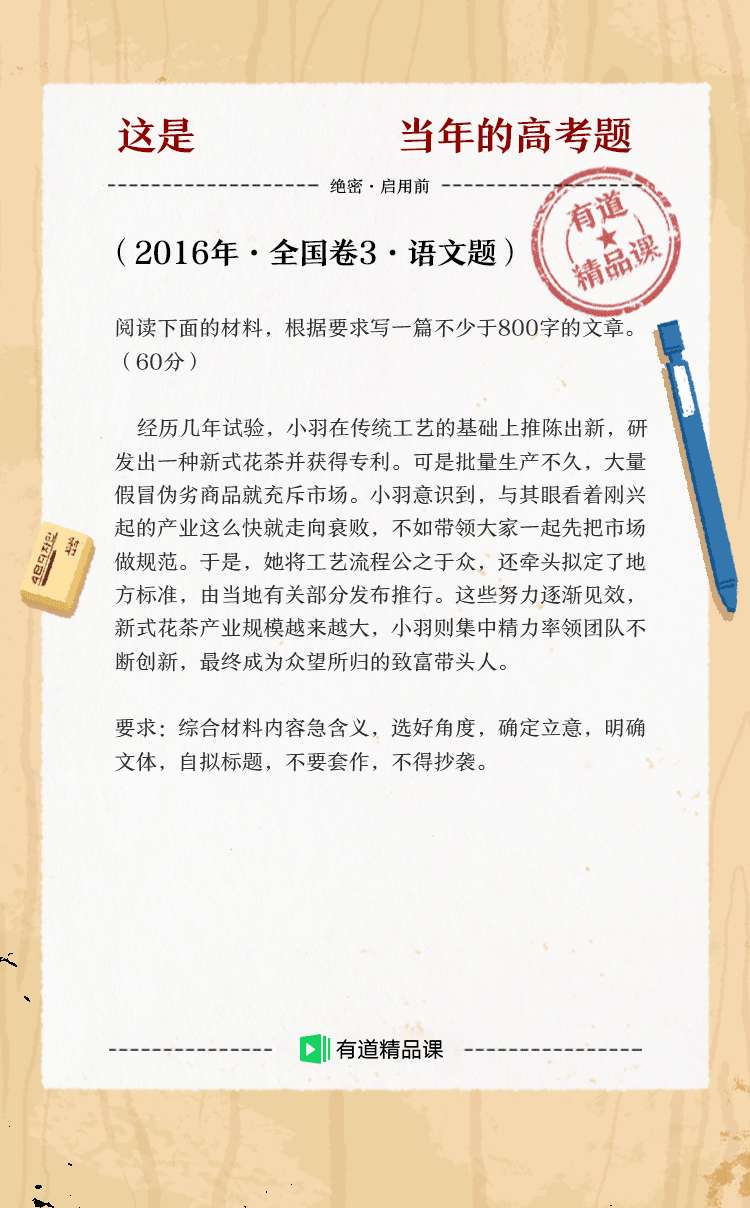 这是 当年的高考题
绝密·启用前
有道
精品课
（2016年·全国卷3·语文题）
阅读下面的材料，根据要求写一篇不少于800字的文章。
（60分）
经历几年试验，小羽在传统工艺的基础上推陈出新，研
发出一种新式花茶并获得专利。可是批量生产不久，大量
假冒伪劣商品就充斥市场。小羽意识到，与其眼看着刚兴
起的产业这么快就走向衰败，不如带领大家一起先把市场
做规范。于是，她将工艺流程公之于众，还牵头拟定了地
方标准，由当地有关部分发布推行。这些努力逐渐见效，
新式花茶产业规模越来越大，小羽则集中精力率领团队不
断创新，最终成为众望所归的致富带头人。
要求：综合材料内容急含义，选好角度，确定立意，明确
文体，自拟标题，不要套作，不得抄袭。
有道精品课